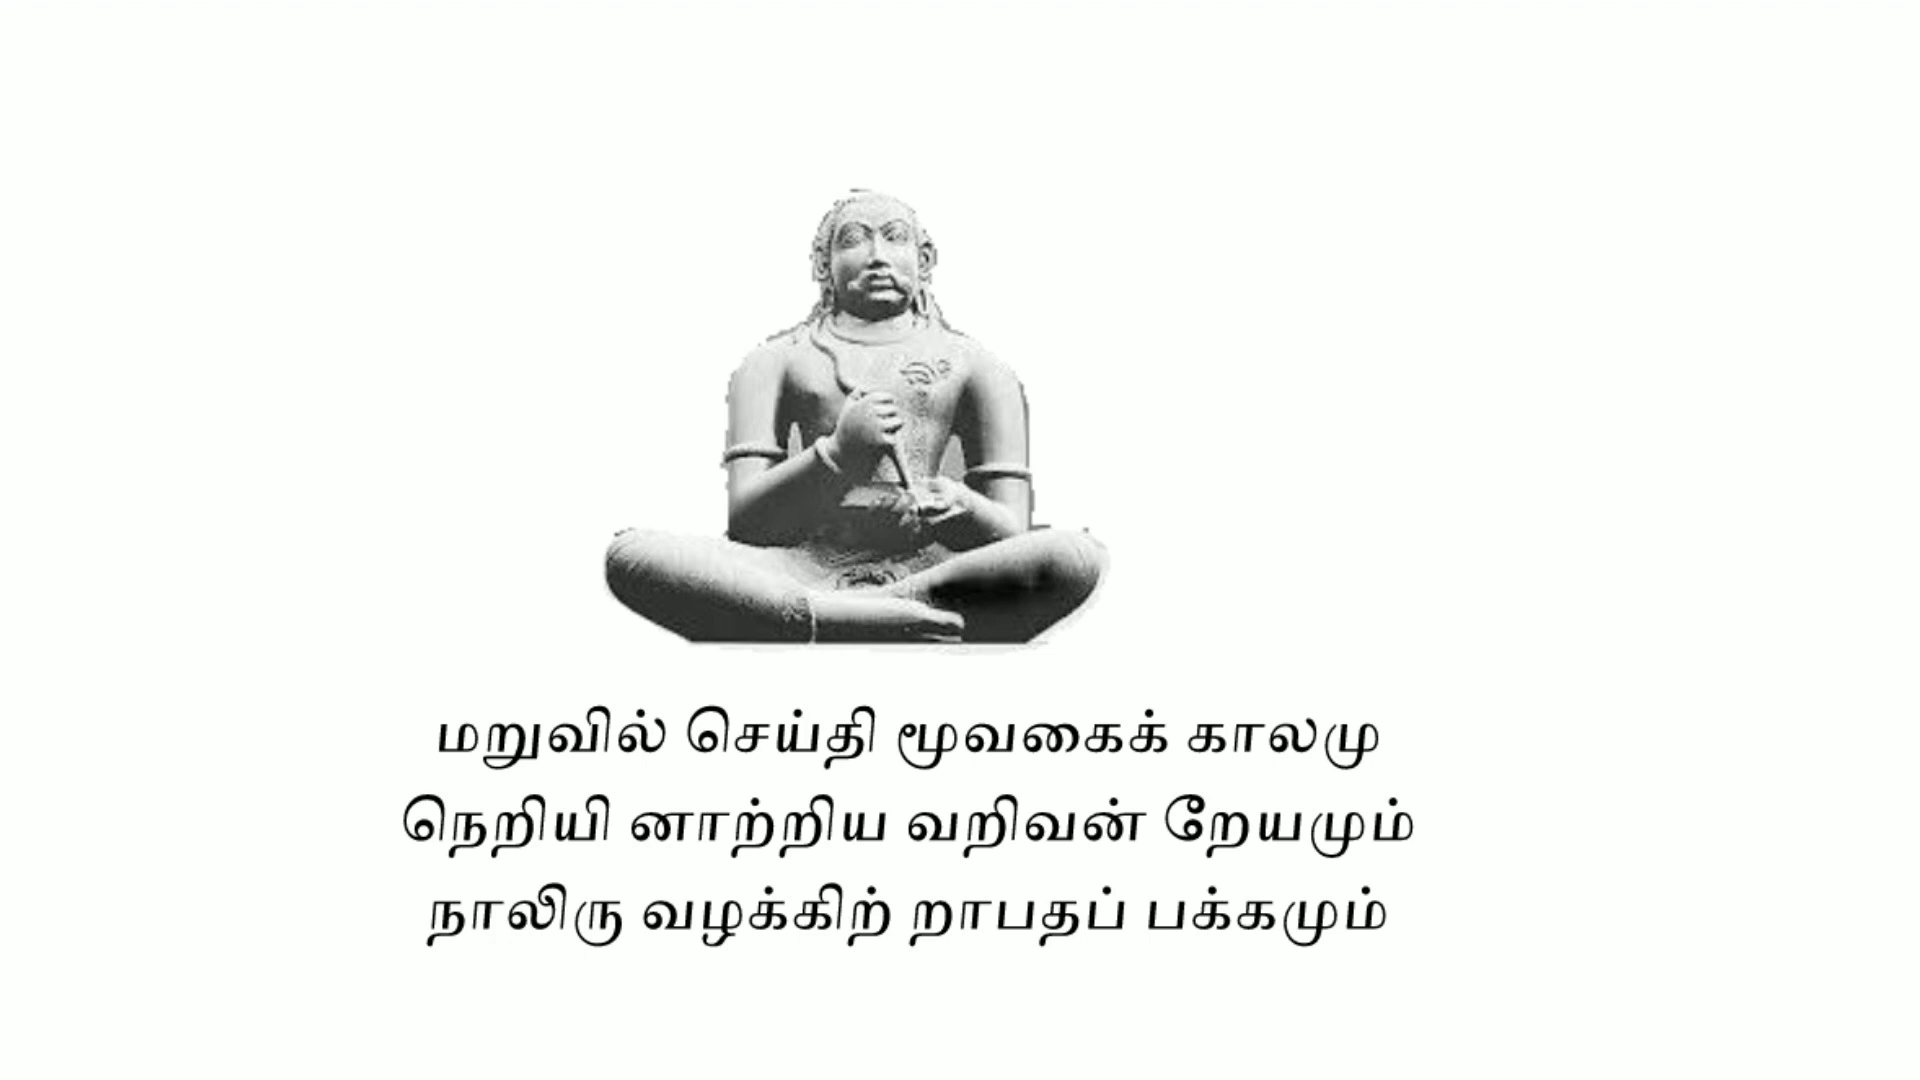 மறுவில் செய்தி மூவகைக் காலமு
நெறியி னாற்றிய வறிவன் றேயமும்
நாலிரு வழக்கிற் றாபதப் பக்கமும்